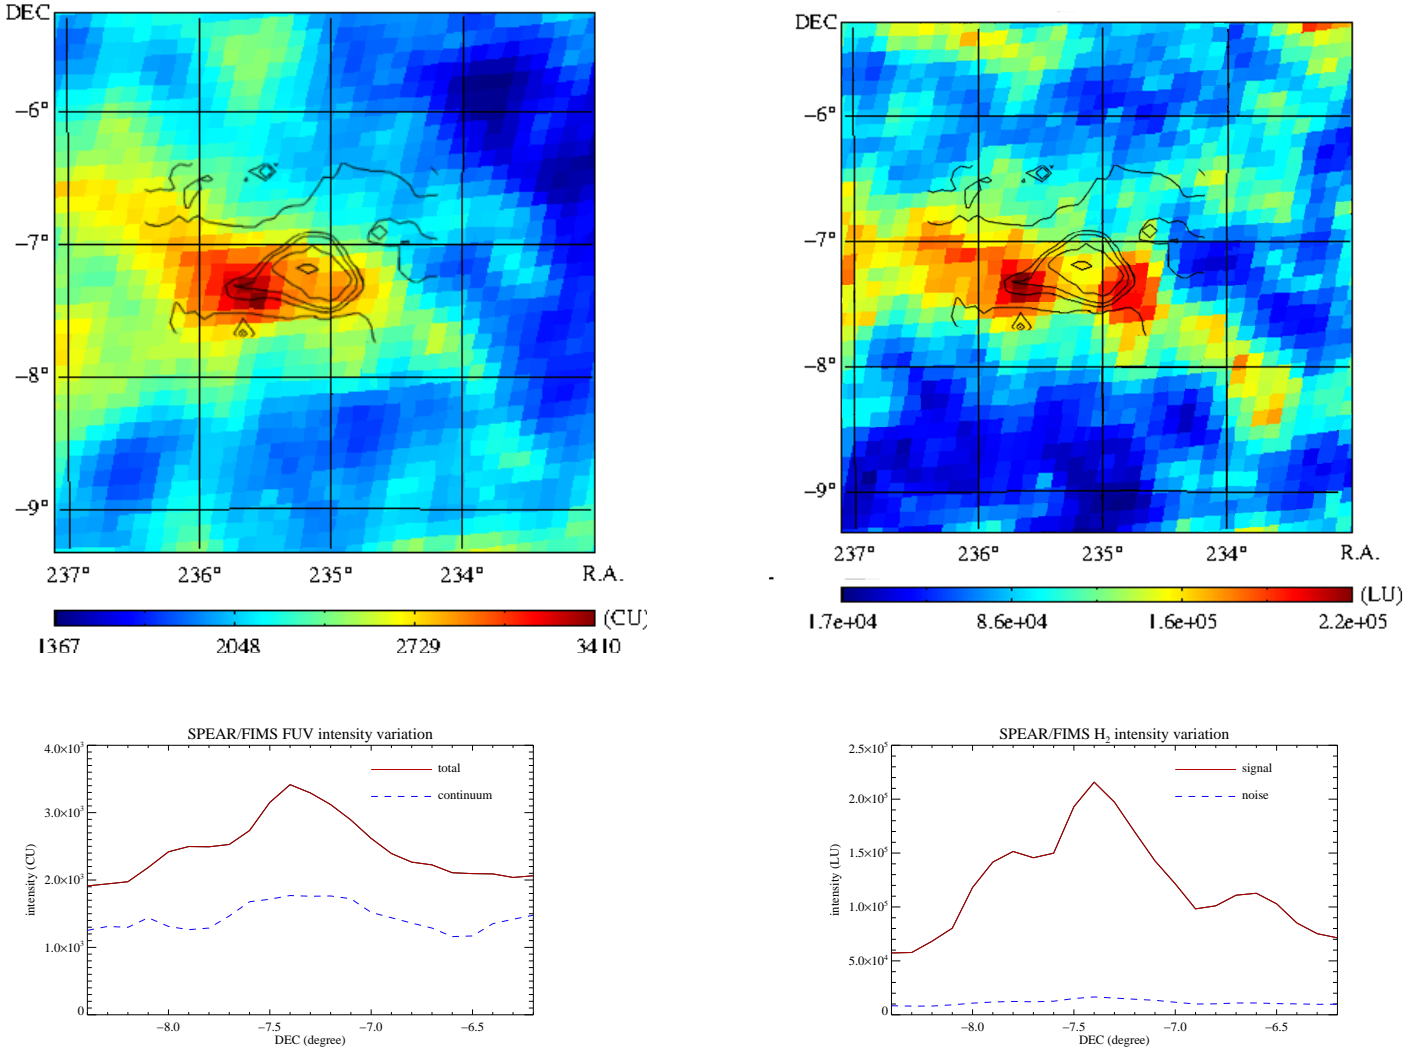 DEC
−6°
−7°
−8°
−9°
237°
236°
235°
234°
R.A.
(CU)
1367
2048
2729
3410
DEC
−6°
−7°
−8°
−9°
237°
236°
235°
234°
R.A.
(LU)
1.7e+04
8.6e+04
1.6e+05
2.2e+05
SPEAR/FIMS FUV intensity variation
4.0×10³
3.0×10³
2.0×10³
1.0×10³
0
intensity (CU)
total
continuum
−8.0
−7.5
−7.0
−6.5
DEC (degree)
SPEAR/FIMS H₂ intensity variation
2.5×10⁵
2.0×10⁵
1.5×10⁵
1.0×10⁵
5.0×10⁴
0
intensity (LU)
signal
noise
−8.0
−7.5
−7.0
−6.5
DEC (degree)